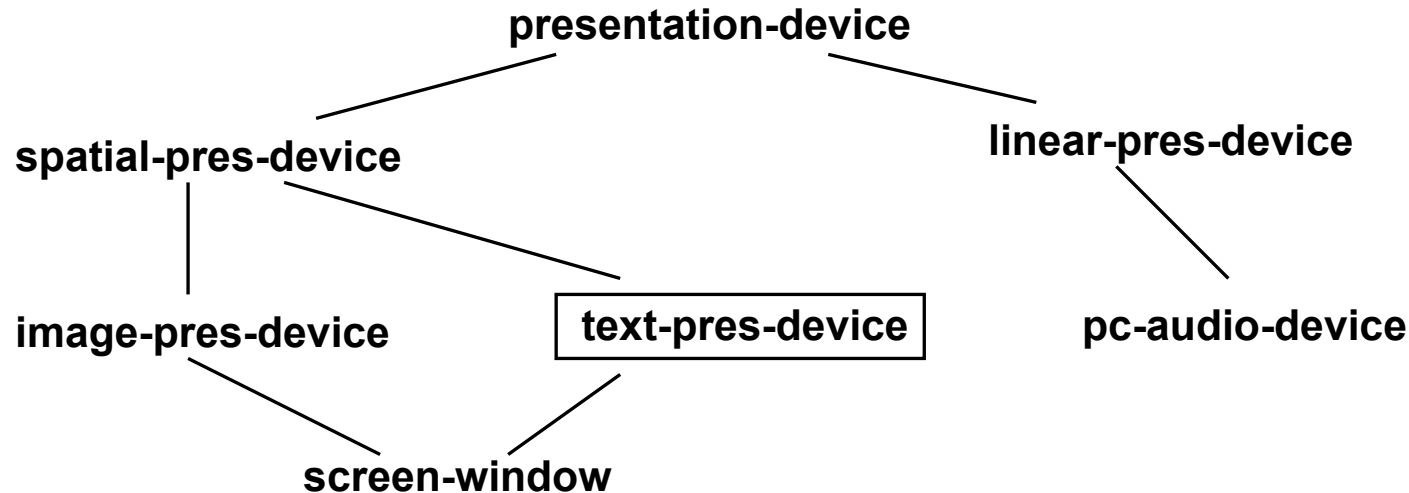 presentation-device
spatial-pres-device
linear-pres-device
image-pres-device
text-pres-device
pc-audio-device
screen-window